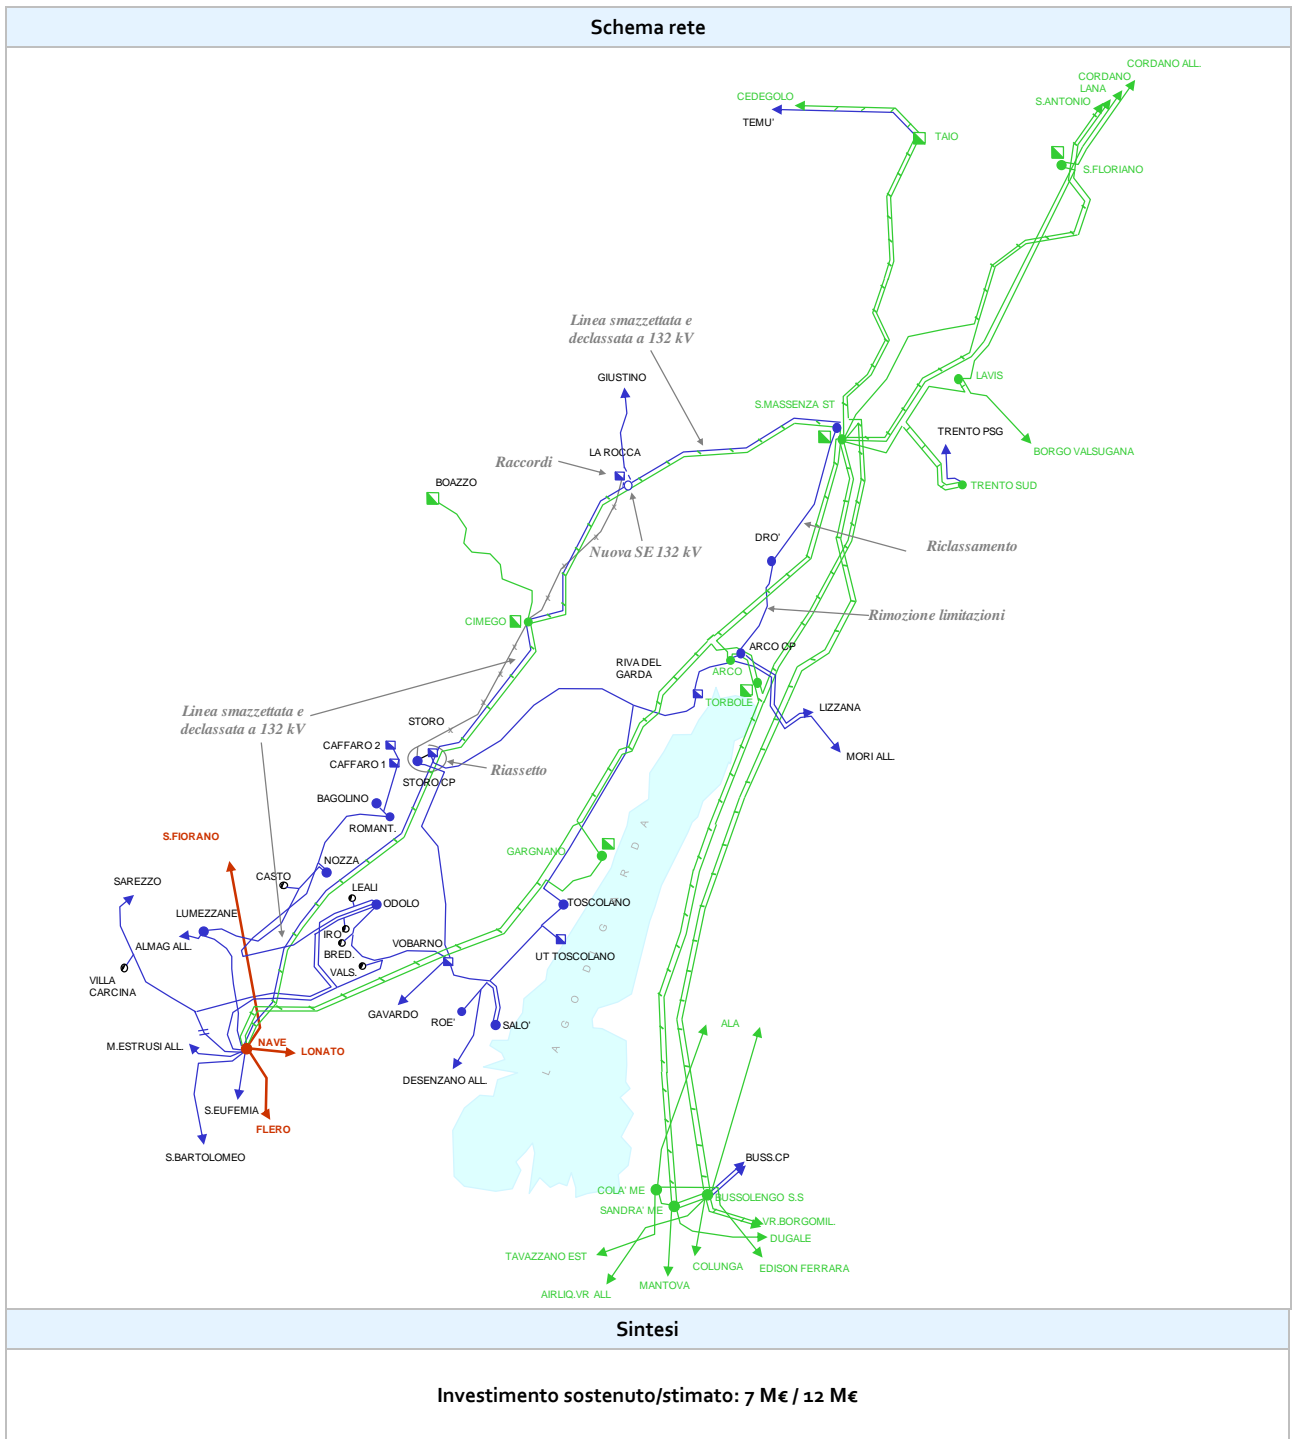 Schema rete
CORDANO ALL.
CORDANO
LANA
S.ANTONIO
CEDEGOLO
TEMU'
TAIO
S.FLORIANO
Linea smazzettata e
declassata a 132 kV
GIUSTINO
LAVIS
S.MASSENZA ST
TRENTO PSG
BORGO VALSUGANA
LA ROCCA
Raccordi
BOAZZO
TRENTO SUD
DRO'
Nuova SE 132 kV
Riclassamento
CIMEGO
Rimozione limitazioni
ARCO CP
RIVA DEL
GARDA
ARCO
TORBOLE
Linea smazzettata e
declassata a 132 kV
LIZZANA
STORO
CAFFARO 2
MORI ALL.
CAFFARO 1
Riassetto
STORO CP
BAGOLINO
ROMANT.
S.FIORANO
GARGNANO
NOZZA
CASTO
SAREZZO
LEALI
ODOLO
TOSCOLANO
LUMEZZANE
IRO
ALMAG ALL.
BRED.
VOBARNO
UT TOSCOLANO
VALS.
VILLA
CARCINA
GAVARDO
ROE'
SALO'
LAGO DI GARDA
ALA
NAVE
M.ESTRUSI ALL.
LONATO
DESENZANO ALL.
S.EUFEMIA
FLERO
S.BARTOLOMEO
BUSS.CP
COLA' ME
BUSSOLENGO S.S
SANDRA' ME
VR.BORGOMIL.
DUGALE
TAVAZZANO EST
COLUNGA
EDISON FERRARA
MANTOVA
AIRLIQ.VR ALL
Sintesi
Investimento sostenuto/stimato: 7 M€ / 12 M€